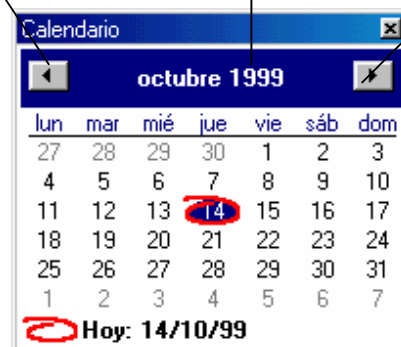 Calendario
octubre 1999
lun mar mié jue vie sáb dom
27 28 29 30 1 2 3
4 5 6 7 8 9 10
11 12 13 14 15 16 17
18 19 20 21 22 23 24
25 26 27 28 29 30 31
1 2 3 4 5 6 7
Hoy: 14/10/99